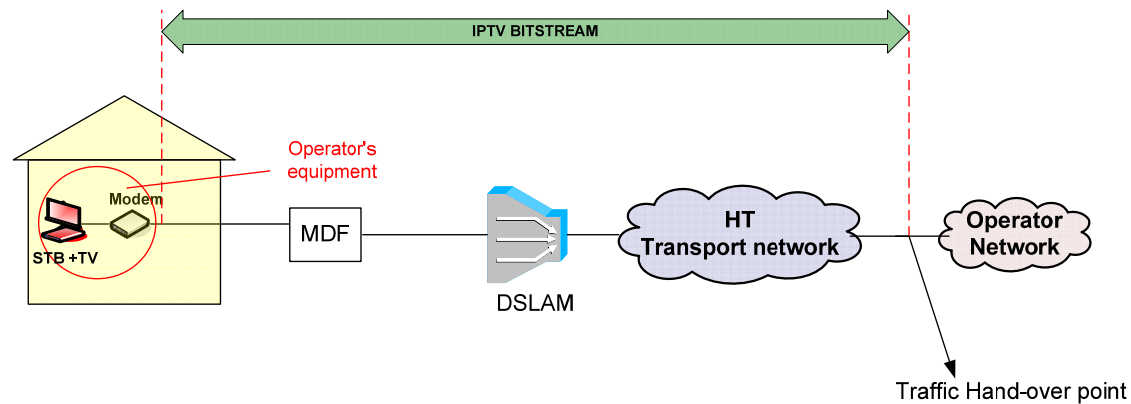 IPTV BITSTREAM
Operator's
equipment
Modem
STB +TV
MDF
DSLAM
HT
Transport network
Operator
Network
Traffic Hand-over point